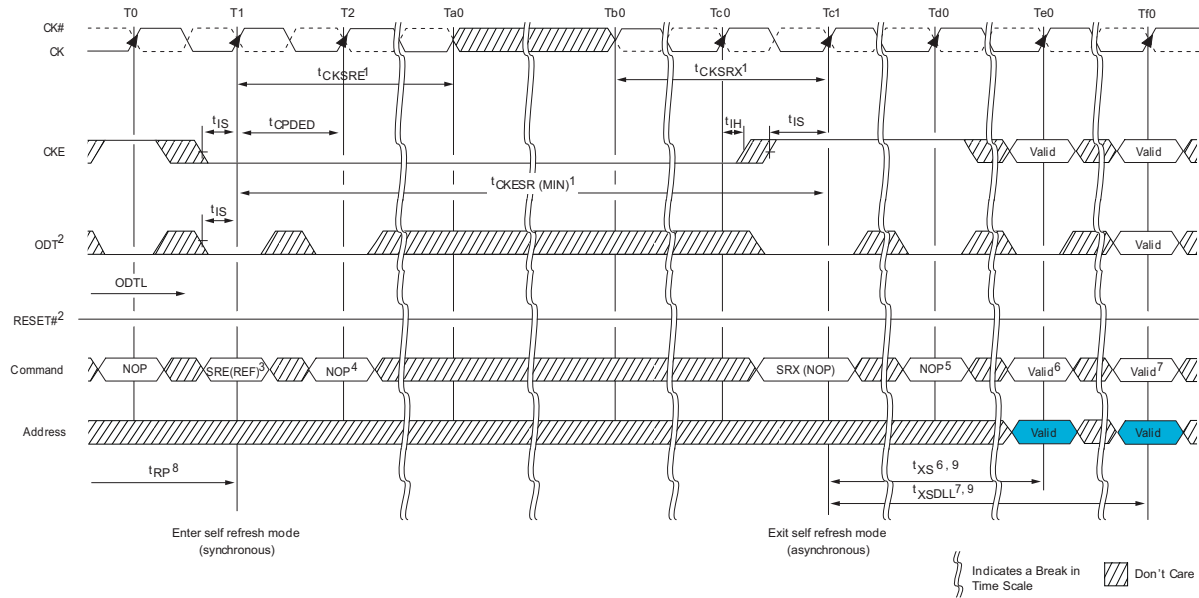 T0 T1 T2 Ta0 Tb0 Tc0 Tc1 Td0 Te0 Tf0
CK#
CK
tCKSRE1 tCKSRX1
tIS tCPDED tIH tIS
CKE Valid Valid
tCKESR (MIN)1
tIS
ODT2 Valid
ODTL
RESET#2
Command NOP SRE(REF)3 NOP4 SRX (NOP) NOP5 Valid6 Valid7
Address Valid Valid
tRP8 tXS6, 9
tXSDLL7, 9
Enter self refresh mode
(synchronous)
Exit self refresh mode
(asynchronous)
Indicates a Break in
Time Scale
Don't Care